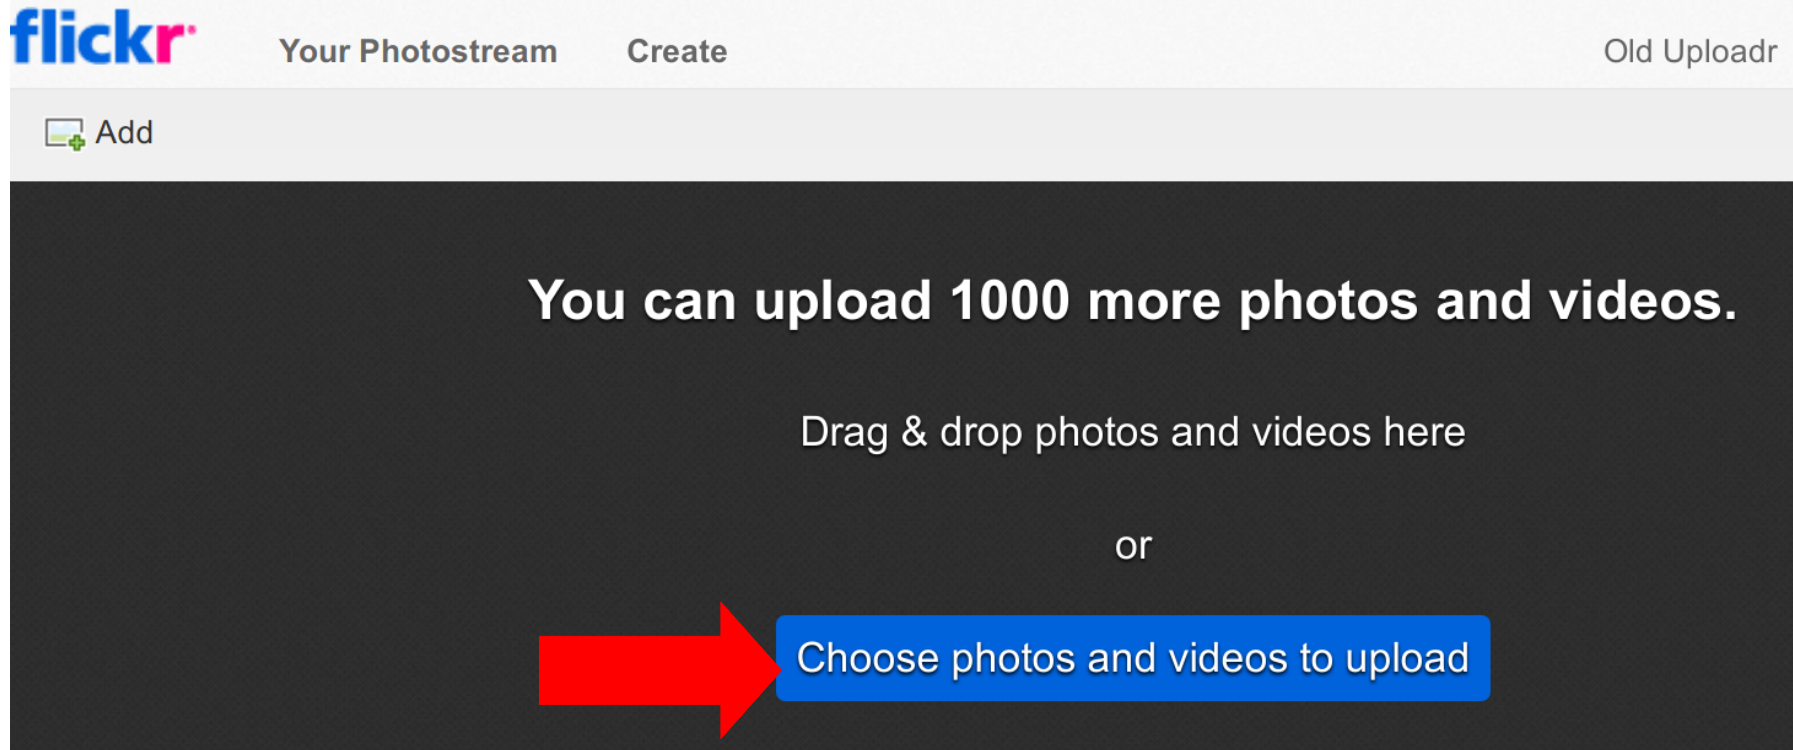 flickr
Your Photostream Create Old Uploadr
Add
You can upload 1000 more photos and videos.
Drag & drop photos and videos here
or
Choose photos and videos to upload